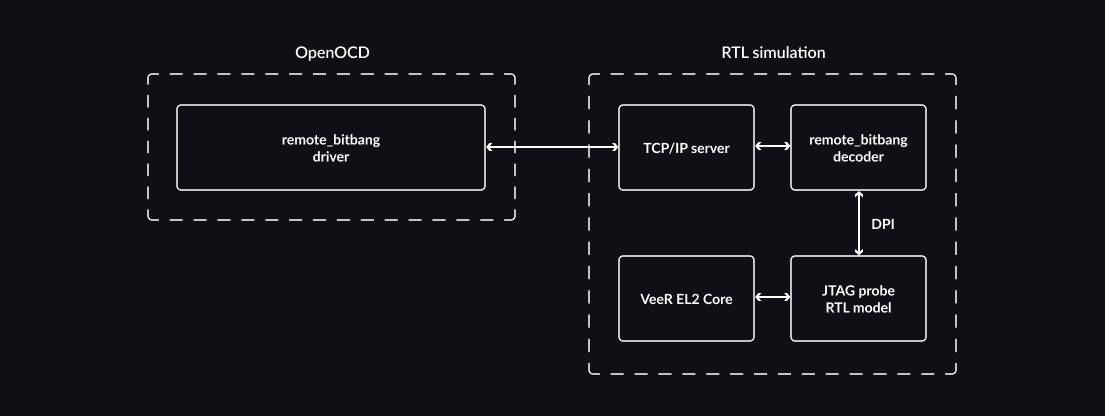 OpenOCD
RTL simulation
remote_bitbang
driver
TCP/IP server
remote_bitbang
decoder
DPI
VeeR EL2 Core
JTAG probe
RTL model